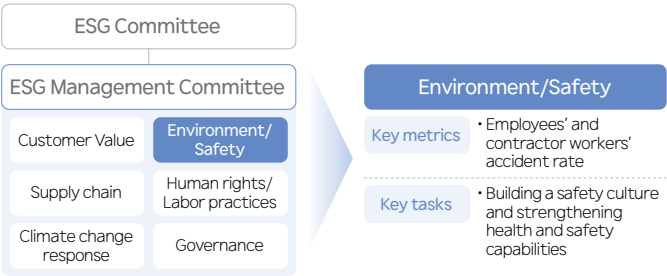 ESG Committee
ESG Management Committee
Customer Value
Environment/
Safety
Supply chain
Human rights/
Labor practices
Climate change
response
Governance
Environment/Safety
Key metrics
• Employees' and
contractor workers'
accident rate
Key tasks
• Building a safety culture
and strengthening
health and safety
capabilities